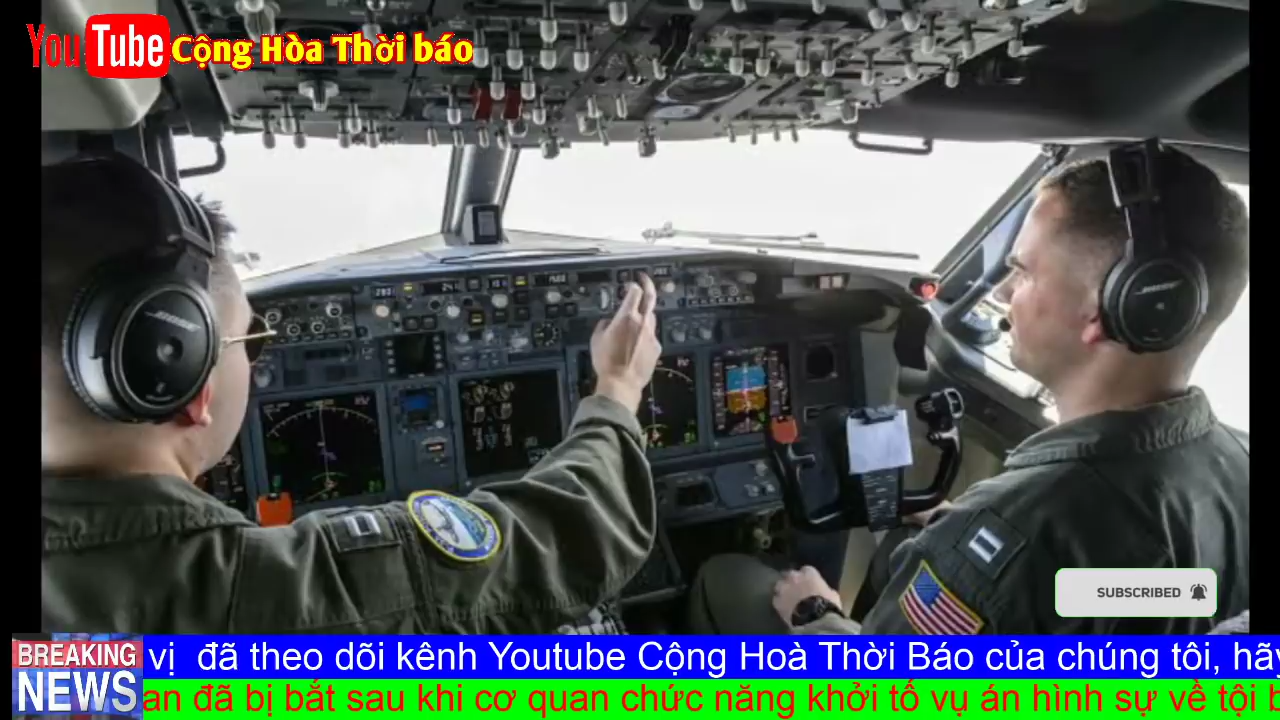 YouTube Cộng Hòa Thời báo
BOSE
BOSE
SUBSCRIBED
BREAKING
NEWS
vị đã theo dõi kênh Youtube Cộng Hoà Thời Báo của chúng tôi, hãy
an đã bị bắt sau khi cơ quan chức năng khởi tố vụ án hình sự về tội b